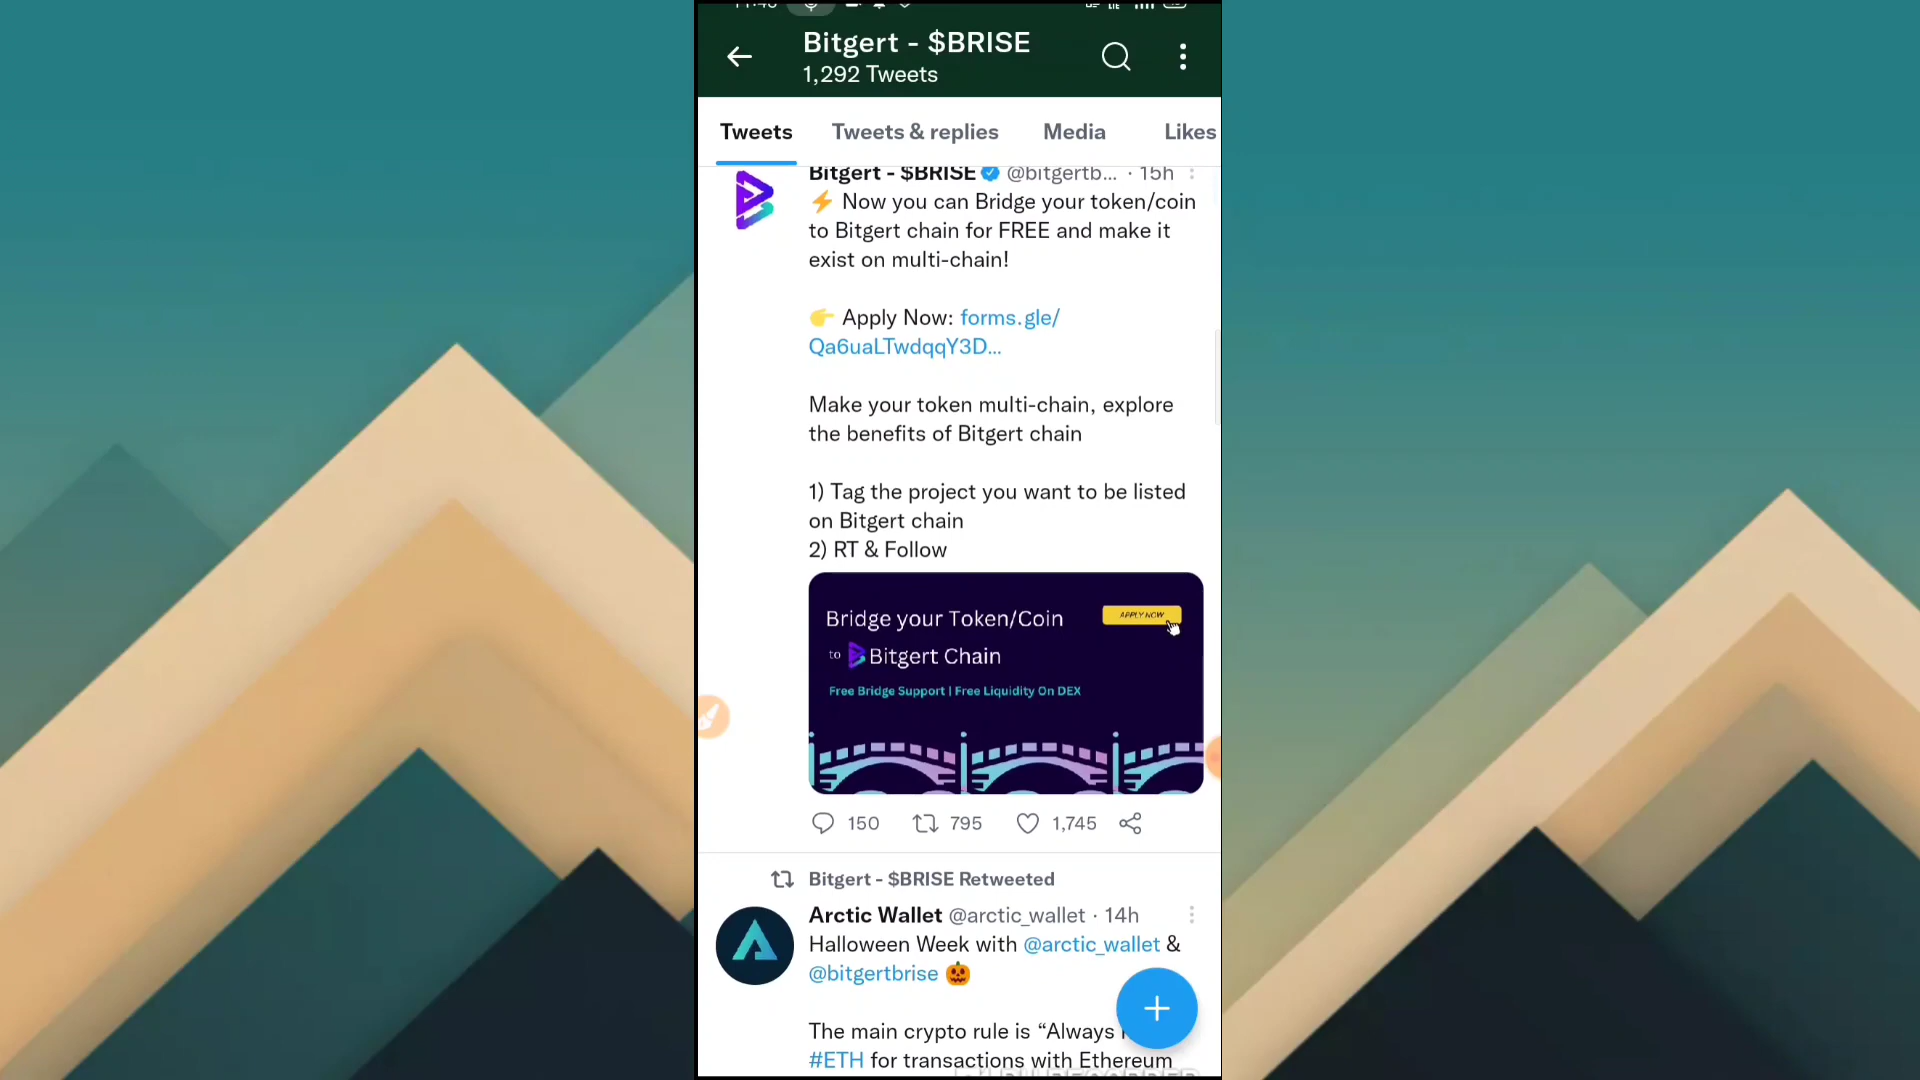 Bitgert - $BRISE
1,292 Tweets
Tweets Tweets & replies Media Likes
Bitgert - $BRISE @bitgertb... · 15h
⚡ Now you can Bridge your token/coin
to Bitgert chain for FREE and make it
exist on multi-chain!
👉 Apply Now: forms.gle/
Qa6uaLTwdqqY3D...
Make your token multi-chain, explore
the benefits of Bitgert chain
1) Tag the project you want to be listed
on Bitgert chain
2) RT & Follow
Bridge your Token/Coin
APPLY NOW
to Bitgert Chain
Free Bridge Support | Free Liquidity On DEX
150 795 1,745
Bitgert - $BRISE Retweeted
Arctic Wallet @arctic_wallet · 14h
Halloween Week with @arctic_wallet &
@bitgertbrise 🎃
The main crypto rule is “Always
#ETH for transactions with Ethereum